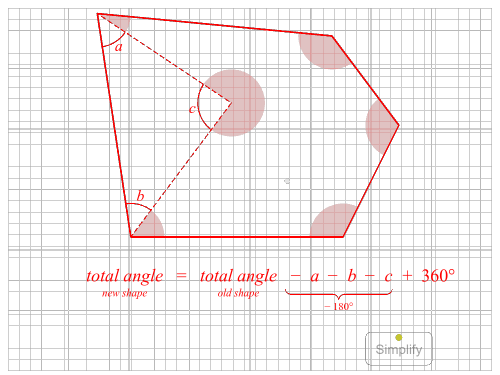 a
c
b
total angle = total angle − a − b − c + 360°
new shape old shape
−180°
Simplify